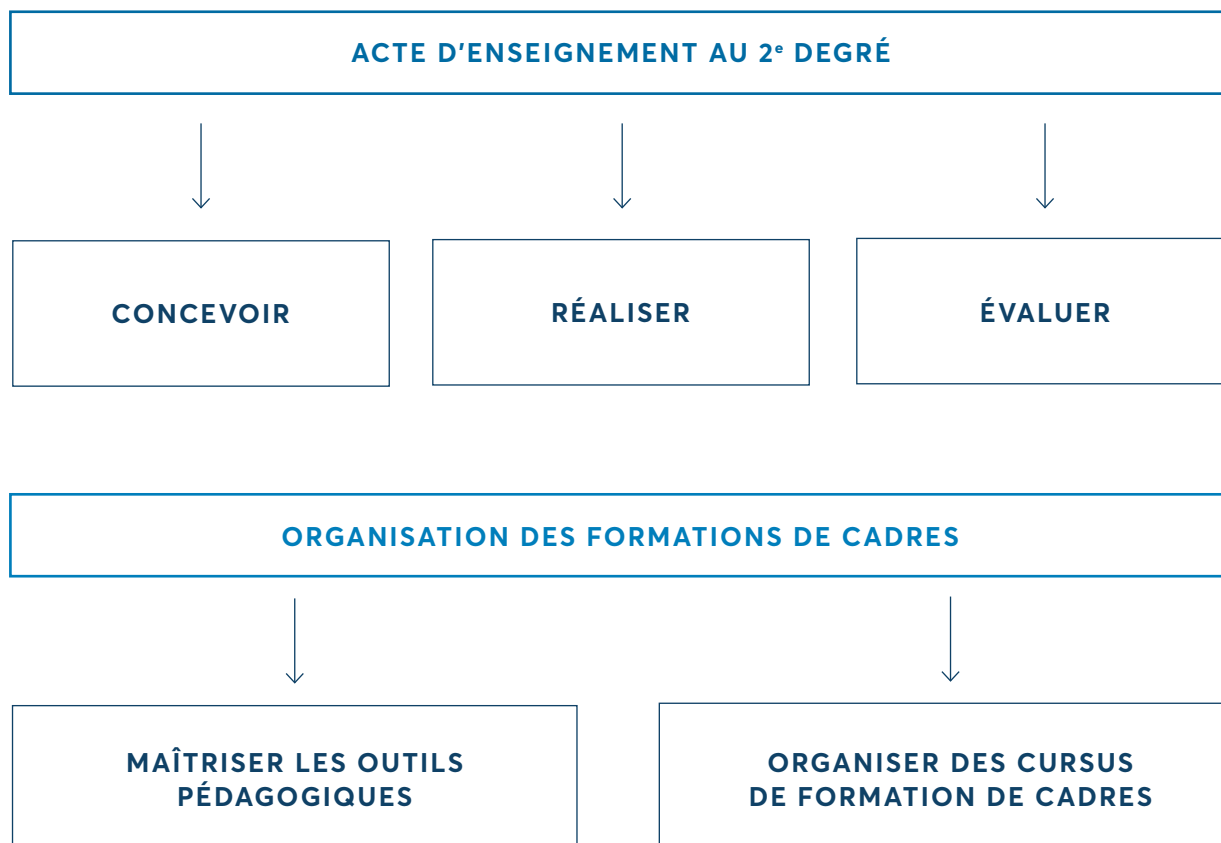 ACTE D'ENSEIGNEMENT AU 2ᵉ DEGRÉ
CONCEVOIR
RÉALISER
ÉVALUER
ORGANISATION DES FORMATIONS DE CADRES
MAÎTRISER LES OUTILS
PÉDAGOGIQUES
ORGANISER DES CURSUS
DE FORMATION DE CADRES